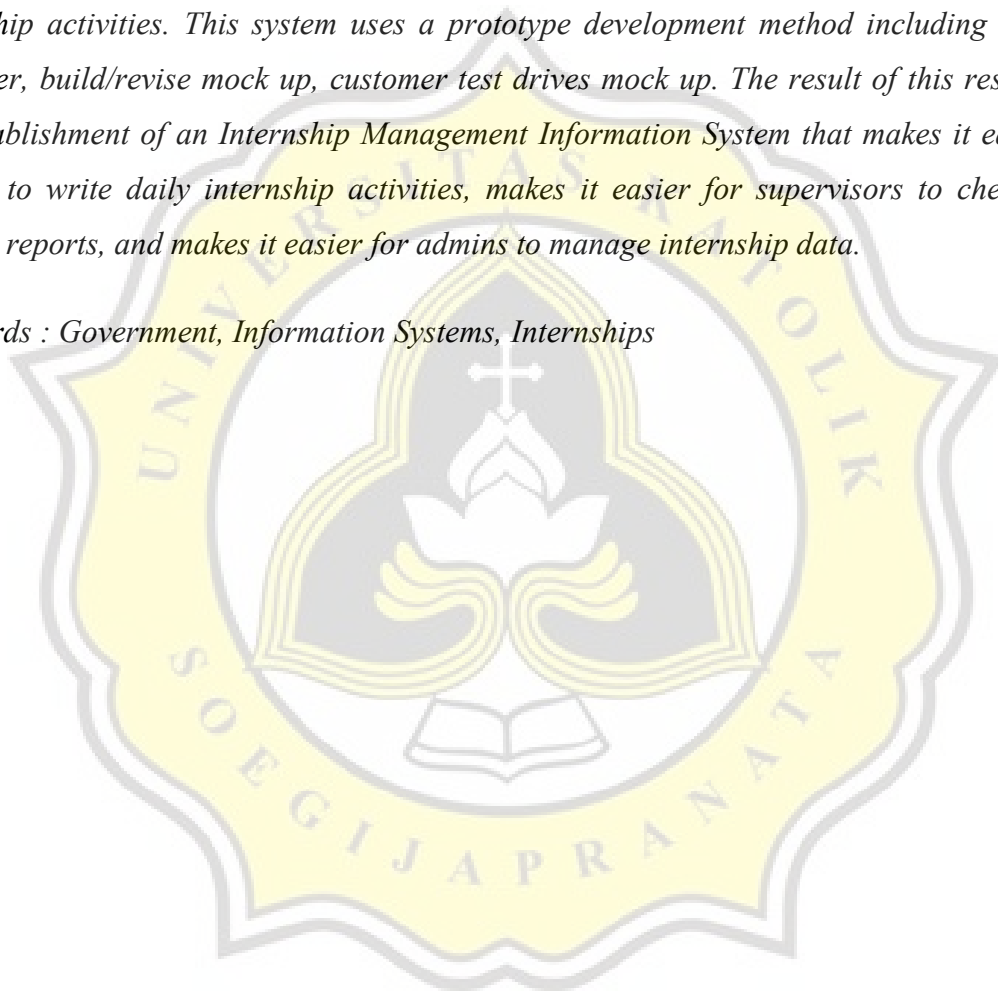 hip activities. This system uses a prototype development method including
er, build/revise mock up, customer test drives mock up. The result of this res
ablishment of an Internship Management Information System that makes it ea
to write daily internship activities, makes it easier for supervisors to che
reports, and makes it easier for admins to manage internship data.
rds : Government, Information Systems, Internships
UNIVERSITAS KATOLIK
SOEGIJAPRANATA